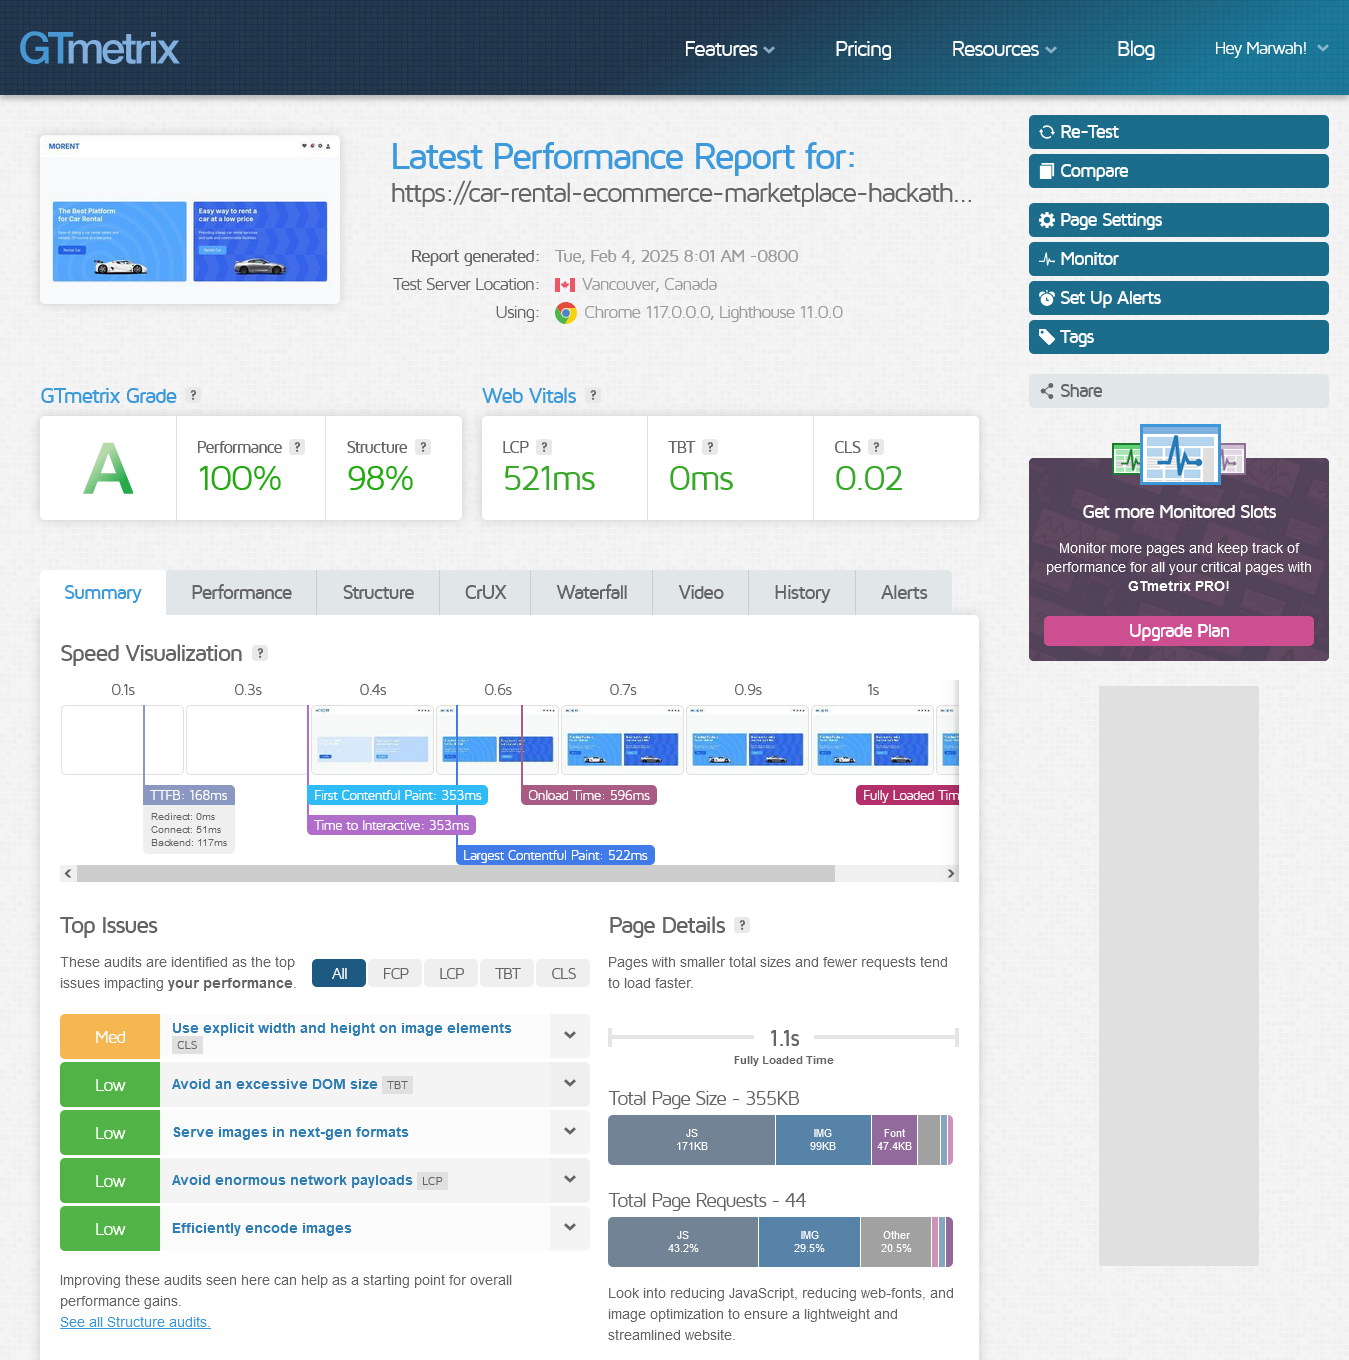 GTmetrix
Features
Pricing
Resources
Blog
Hey Marwah!
MORENT
The Best Platform
for Car Rental
Rental Car
Easy way to rent a
car at a low price
Providing cheap car rental services
and safe and comfortable facilities.
Rental Car
Latest Performance Report for:
https://car-rental-ecommerce-marketplace-hackath...
Report generated: Tue, Feb 4, 2025 8:01 AM -0800
Test Server Location: Vancouver, Canada
Using: Chrome 117.0.0.0, Lighthouse 11.0.0
Re-Test
Compare
Page Settings
Monitor
Set Up Alerts
Tags
Share
GTmetrix Grade ?
A
Performance ?
100%
Structure ?
98%
Web Vitals ?
LCP ?
521ms
TBT ?
0ms
CLS ?
0.02
Get more Monitored Slots
Monitor more pages and keep track of
performance for all your critical pages with
GTmetrix PRO!
Upgrade Plan
Summary
Performance
Structure
CrUX
Waterfall
Video
History
Alerts
Speed Visualization ?
0.1s
0.3s
0.4s
0.6s
0.7s
0.9s
1s
TTFB: 168ms
Redirect: 0ms
Connect: 51ms
Backend: 117ms
First Contentful Paint: 353ms
Time to Interactive: 353ms
Largest Contentful Paint: 522ms
Onload Time: 596ms
Fully Loaded Tim
Top Issues
These audits are identified as the top
issues impacting your performance.
All
FCP
LCP
TBT
CLS
Med
Use explicit width and height on image elements
CLS
Low
Avoid an excessive DOM size TBT
Low
Serve images in next-gen formats
Low
Avoid enormous network payloads LCP
Low
Efficiently encode images
Improving these audits seen here can help as a starting point for overall
performance gains.
See all Structure audits.
Page Details ?
Pages with smaller total sizes and fewer requests tend
to load faster.
1.1s
Fully Loaded Time
Total Page Size - 355KB
JS
171KB
IMG
99KB
Font
47.4KB
Total Page Requests - 44
JS
43.2%
IMG
29.5%
Other
20.5%
Look into reducing JavaScript, reducing web-fonts, and
image optimization to ensure a lightweight and
streamlined website.